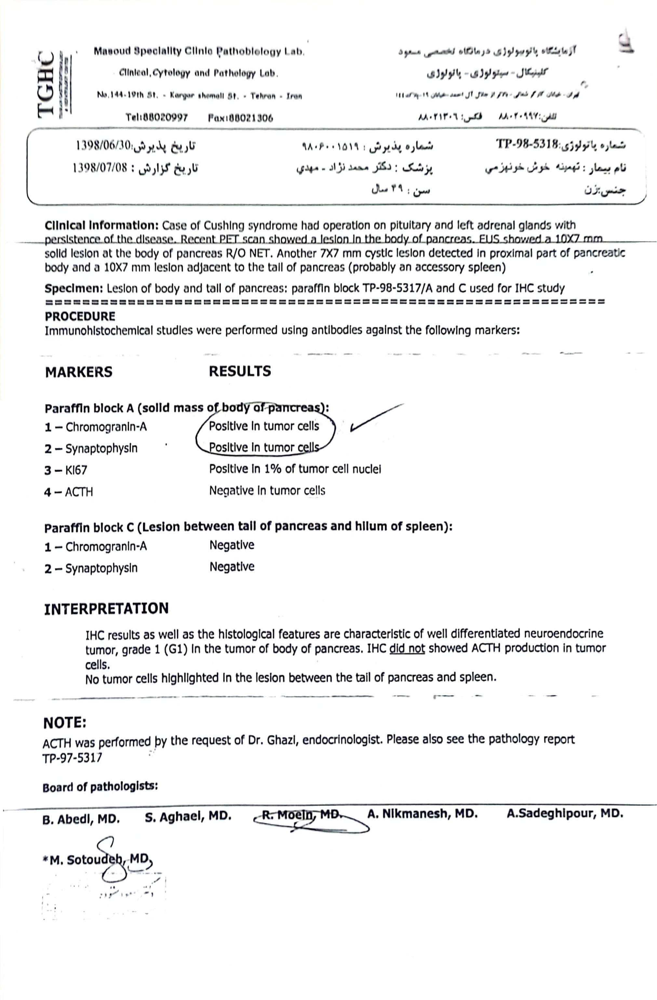 TGHC
Masoud Speciality Clinic Pathobiology Lab.
Clinical,Cytology and Pathology Lab.
No.144-19th St. - Kargar shomali St. - Tehran - Iran
Tel:88020997 Fax:88021306
آزمایشگاه پاتوبیولوژی درمانگاه تخصصی مسعود
کلینیکال - سیتولوژی - پاتولوژی
تلفن: ۸۸۰۲۰۹۹۷ فکس: ۸۸۰۲۱۳۰۶
شماره پاتولوژی:TP-98-5318 شماره پذیرش : ۹۸۰۶۰۰۱۵۱۹ تاریخ پذیرش:1398/06/30
نام بیمار : تهمینه خوش خونهزمي پزشک : دکتر محمد نژاد - مهدي تاریخ گزارش : 1398/07/08
جنس:زن سن : ۴۹ سال
Clinical Information: Case of Cushing syndrome had operation on pituitary and left adrenal glands with
persistence of the disease. Recent PET scan showed a lesion in the body of pancreas. EUS showed a 10X7 mm
solid lesion at the body of pancreas R/O NET. Another 7X7 mm cystic lesion detected in proximal part of pancreatic
body and a 10X7 mm lesion adjacent to the tail of pancreas (probably an accessory spleen)
Specimen: Lesion of body and tail of pancreas: paraffin block TP-98-5317/A and C used for IHC study
PROCEDURE
Immunohistochemical studies were performed using antibodies against the following markers:
MARKERS RESULTS
Paraffin block A (solid mass of body of pancreas):
1 – Chromogranin-A Positive in tumor cells
2 – Synaptophysin Positive in tumor cells
3 – KI67 Positive in 1% of tumor cell nuclei
4 – ACTH Negative in tumor cells
Paraffin block C (Lesion between tail of pancreas and hilum of spleen):
1 – Chromogranin-A Negative
2 – Synaptophysin Negative
INTERPRETATION
IHC results as well as the histological features are characteristic of well differentiated neuroendocrine
tumor, grade 1 (G1) in the tumor of body of pancreas. IHC did not showed ACTH production in tumor
cells.
No tumor cells highlighted in the lesion between the tail of pancreas and spleen.
NOTE:
ACTH was performed by the request of Dr. Ghazi, endocrinologist. Please also see the pathology report
TP-97-5317
Board of pathologists:
B. Abedi, MD. S. Aghaei, MD. R. Moein, MD. A. Nikmanesh, MD. A.Sadeghipour, MD.
*M. Sotoudeh, MD,